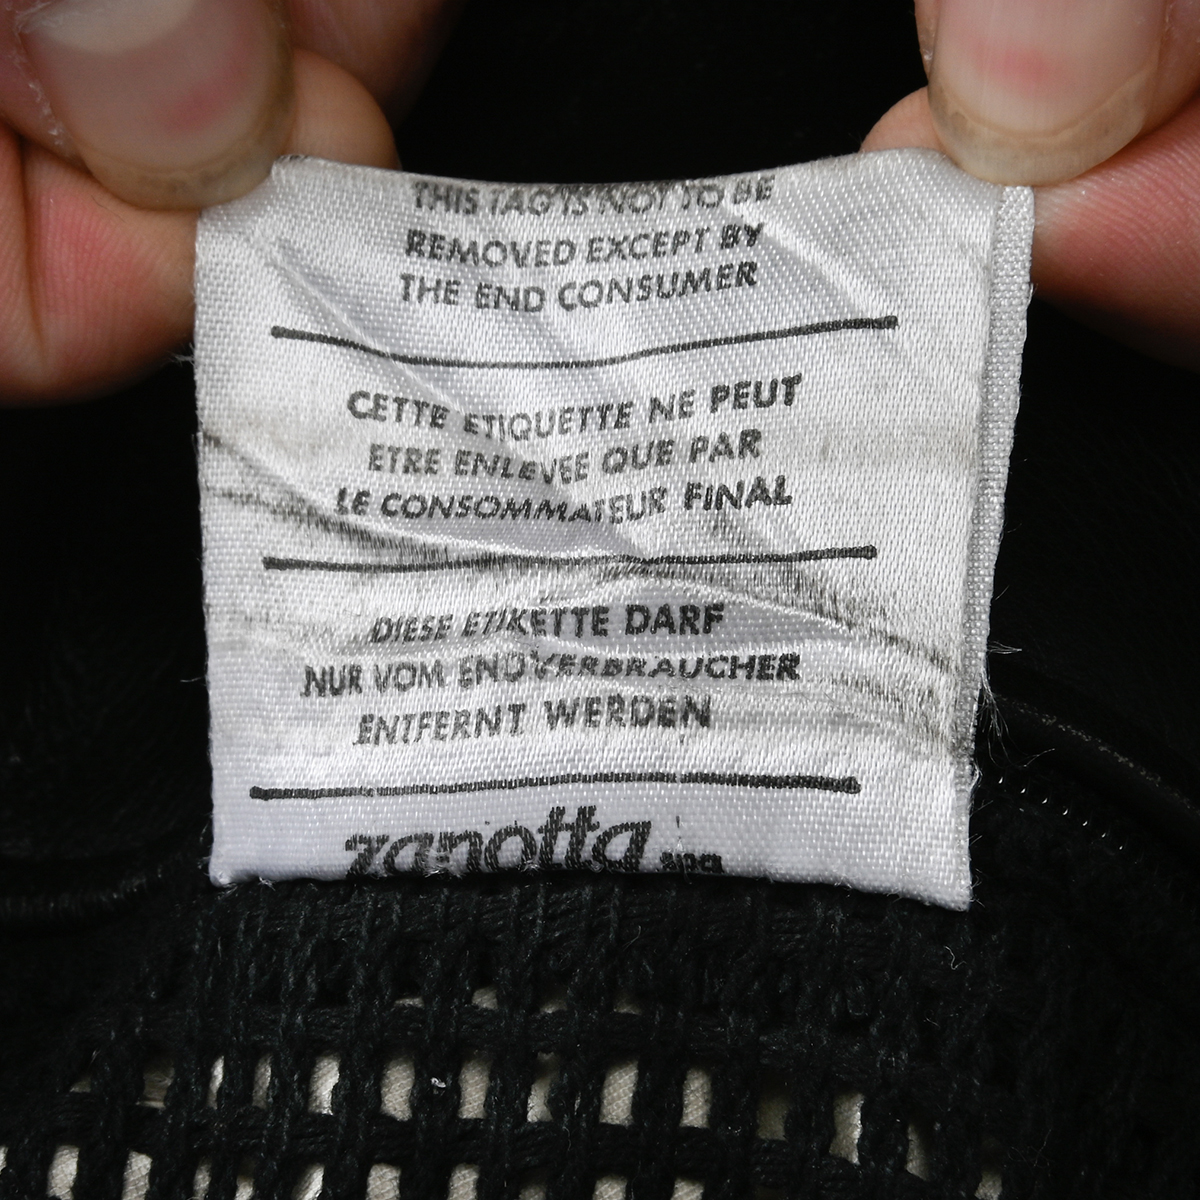 THIS TAG IS NOT TO BE
REMOVED EXCEPT BY
THE END CONSUMER
CETTE ETIQUETTE NE PEUT
ETRE ENLEVEE QUE PAR
LE CONSOMMATEUR FINAL
DIESE ETIKETTE DARF
NUR VOM ENDVERBRAUCHER
ENTFERNT WERDEN
zanotta spa